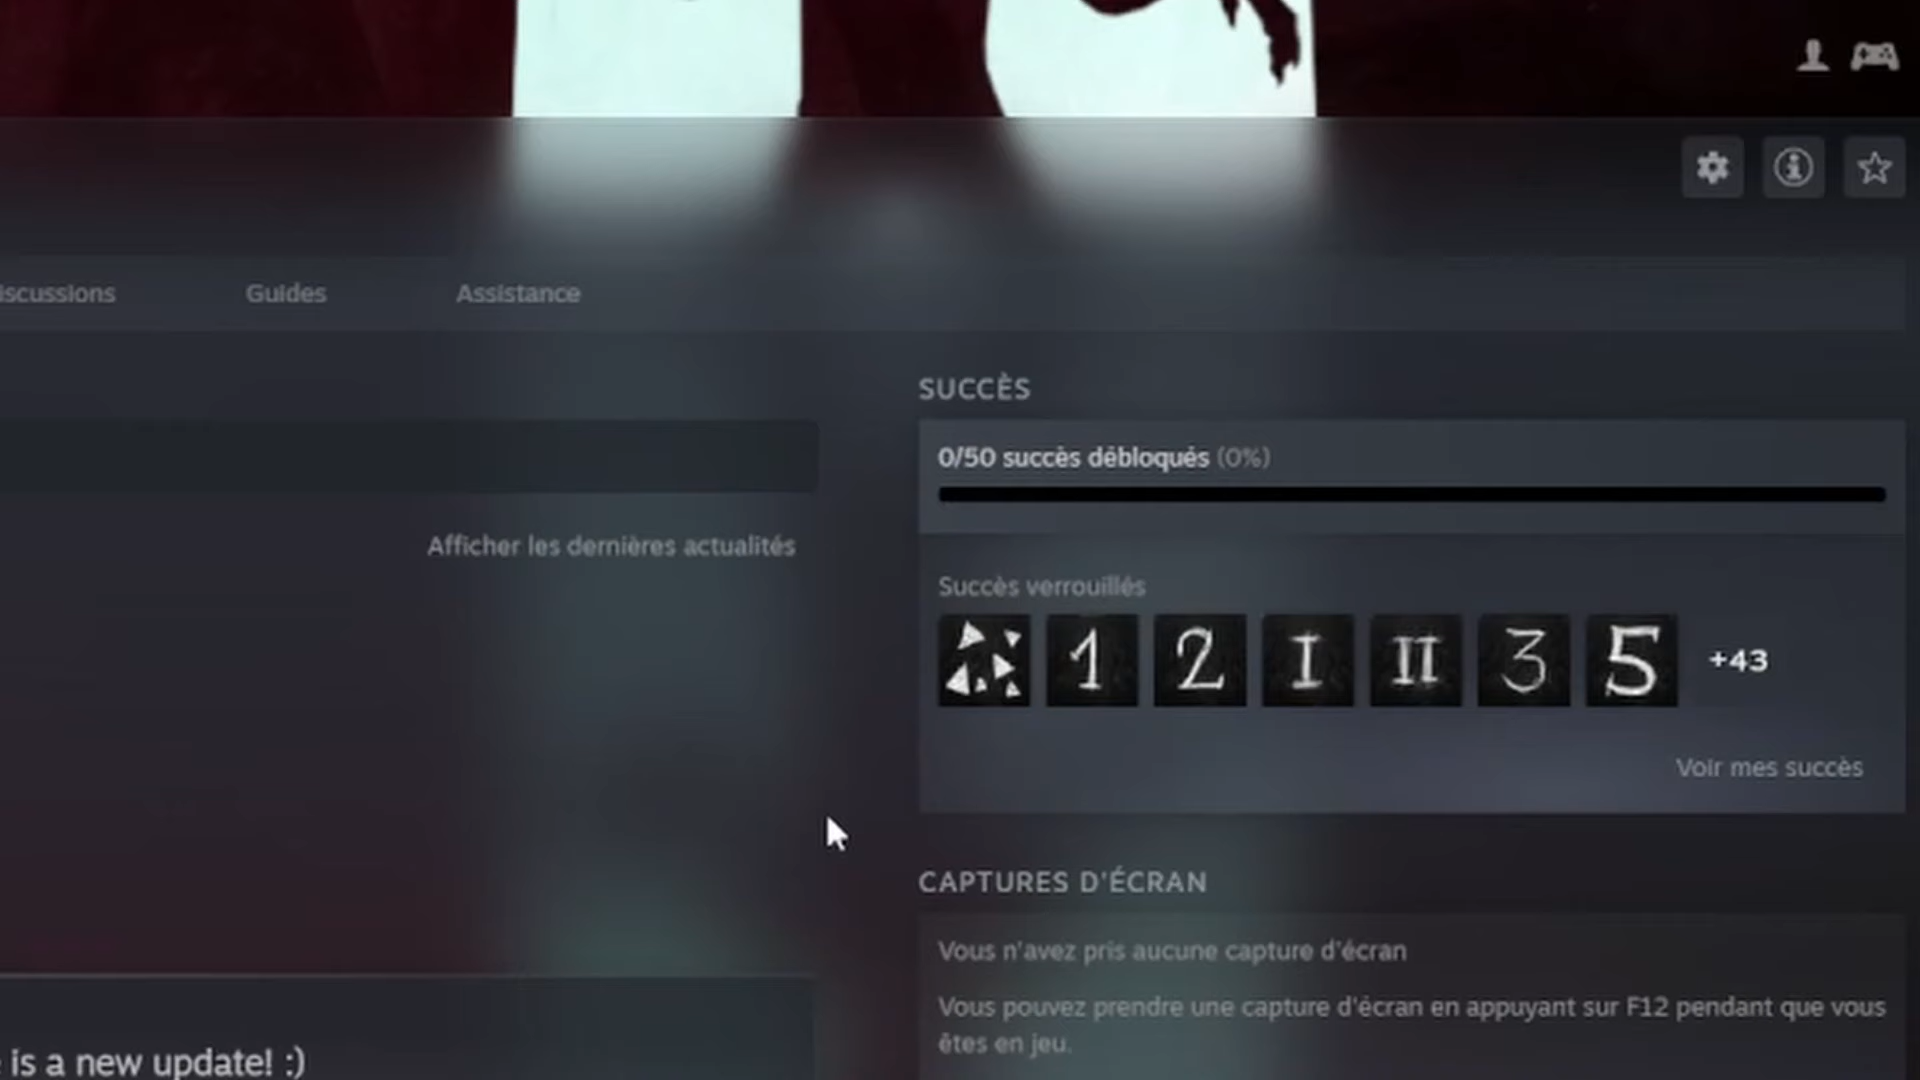 iscussions
Guides
Assistance
SUCCÈS
0/50 succès débloqués (0%)
Afficher les dernières actualités
Succès verrouillés
1 2 I II 3 5 +43
Voir mes succès
CAPTURES D'ÉCRAN
Vous n'avez pris aucune capture d'écran
Vous pouvez prendre une capture d'écran en appuyant sur F12 pendant que vous
êtes en jeu.
is a new update! :)